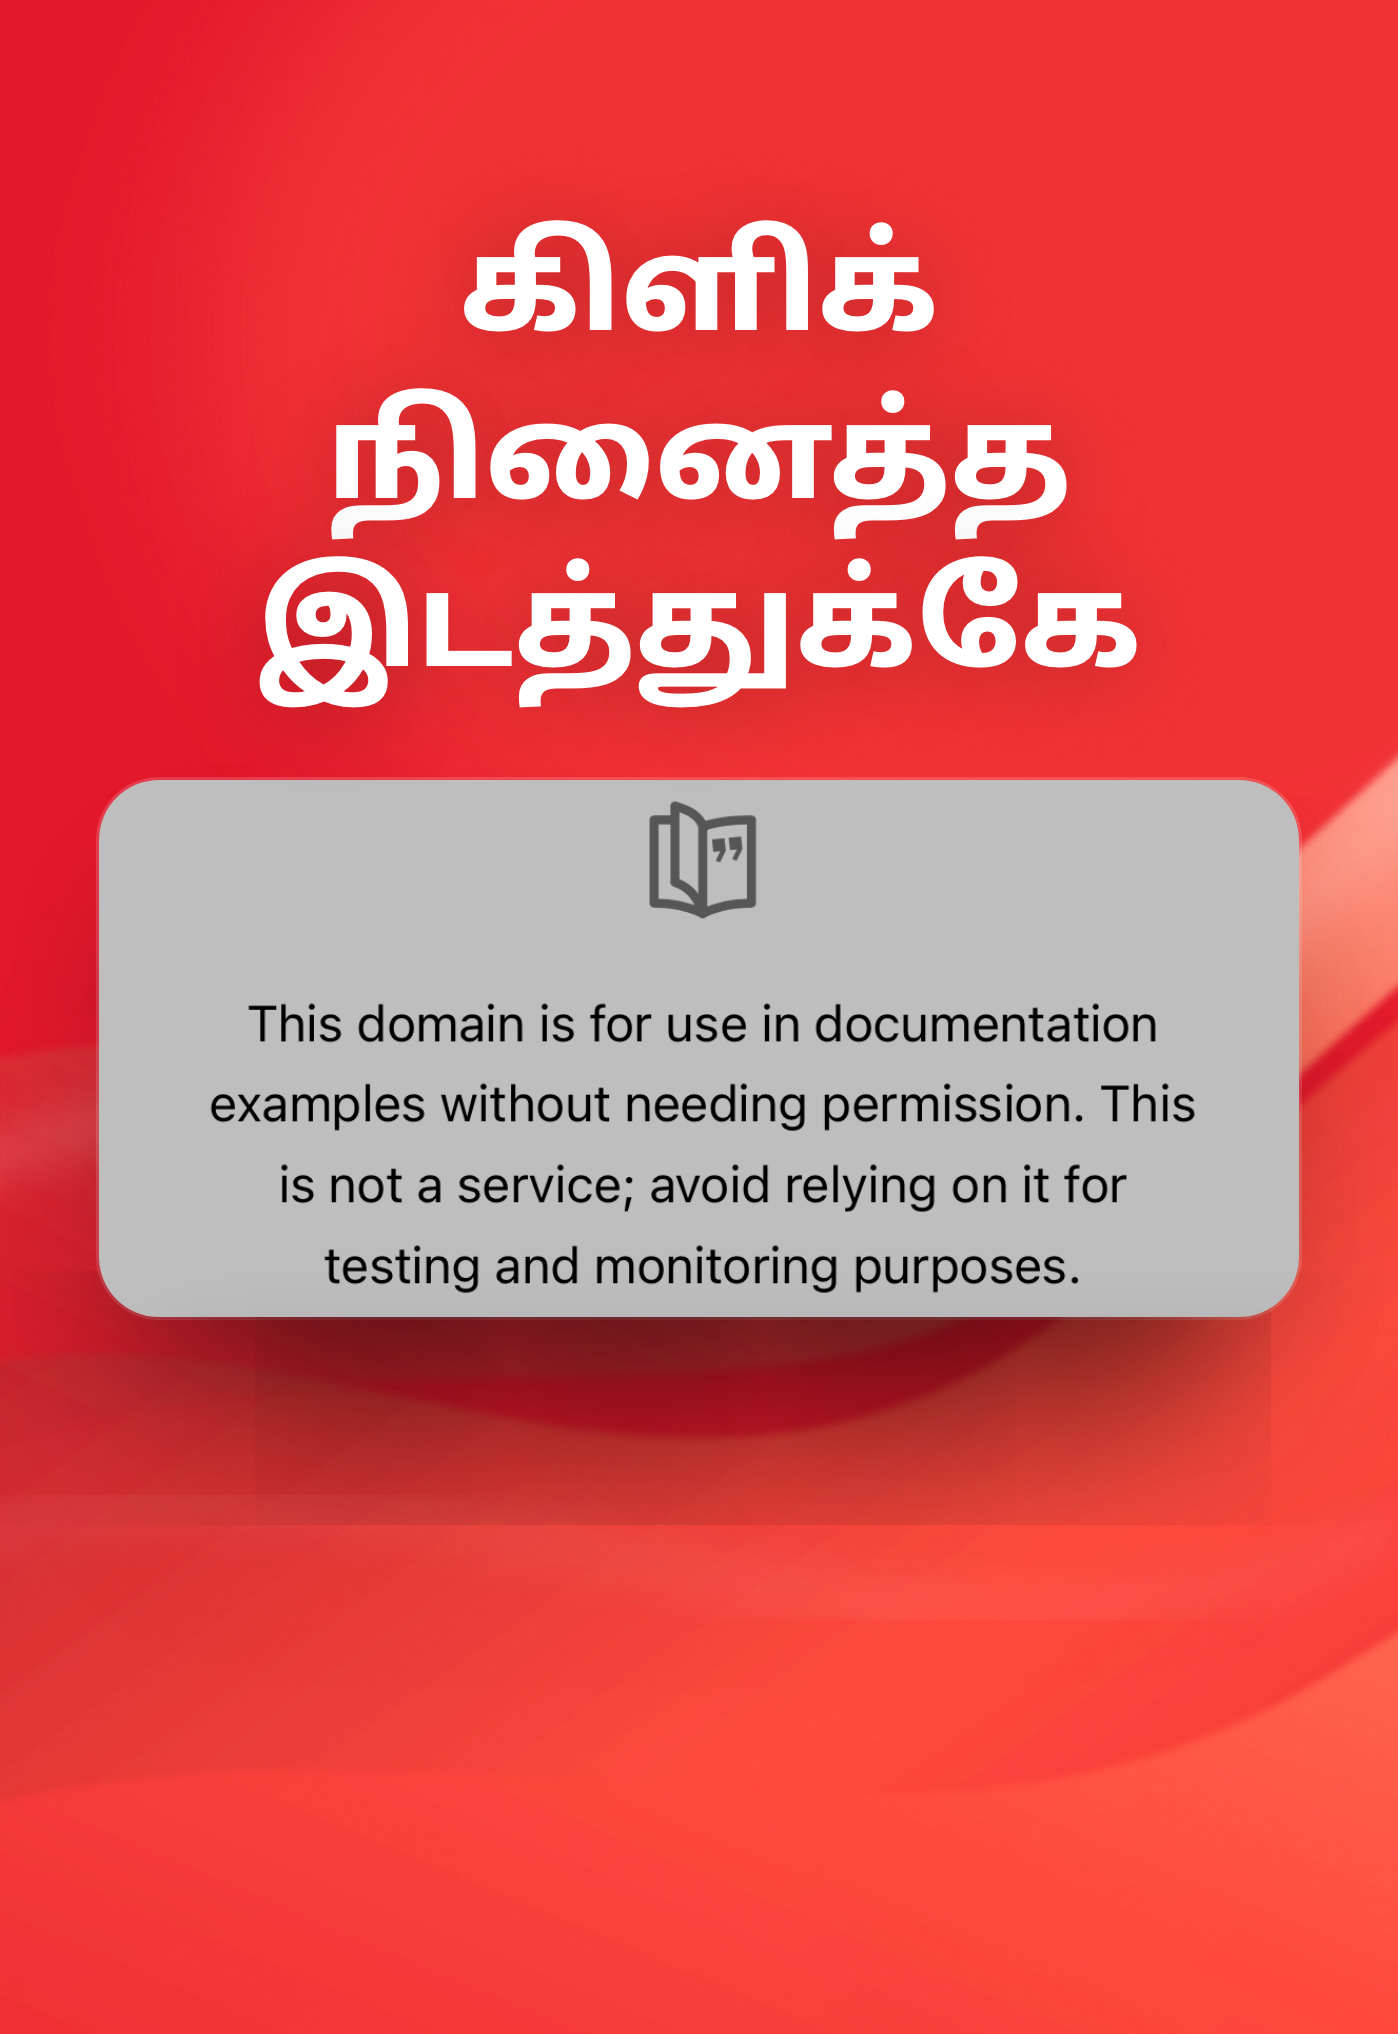 கிளிக்
நினைத்த
இடத்துக்கே
This domain is for use in documentation
examples without needing permission. This
is not a service; avoid relying on it for
testing and monitoring purposes.